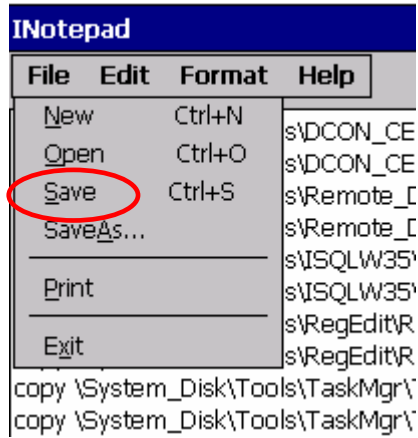 INotepad
File Edit Format Help
New Ctrl+N
Open Ctrl+O
Save Ctrl+S
SaveAs...
Print
Exit
s\DCON_CE
s\DCON_CE
s\Remote_D
s\Remote_D
s\ISQLW35\
s\ISQLW35\
s\RegEdit\R
s\RegEdit\R
copy \System_Disk\Tools\TaskMgr\T
copy \System_Disk\Tools\TaskMgr\